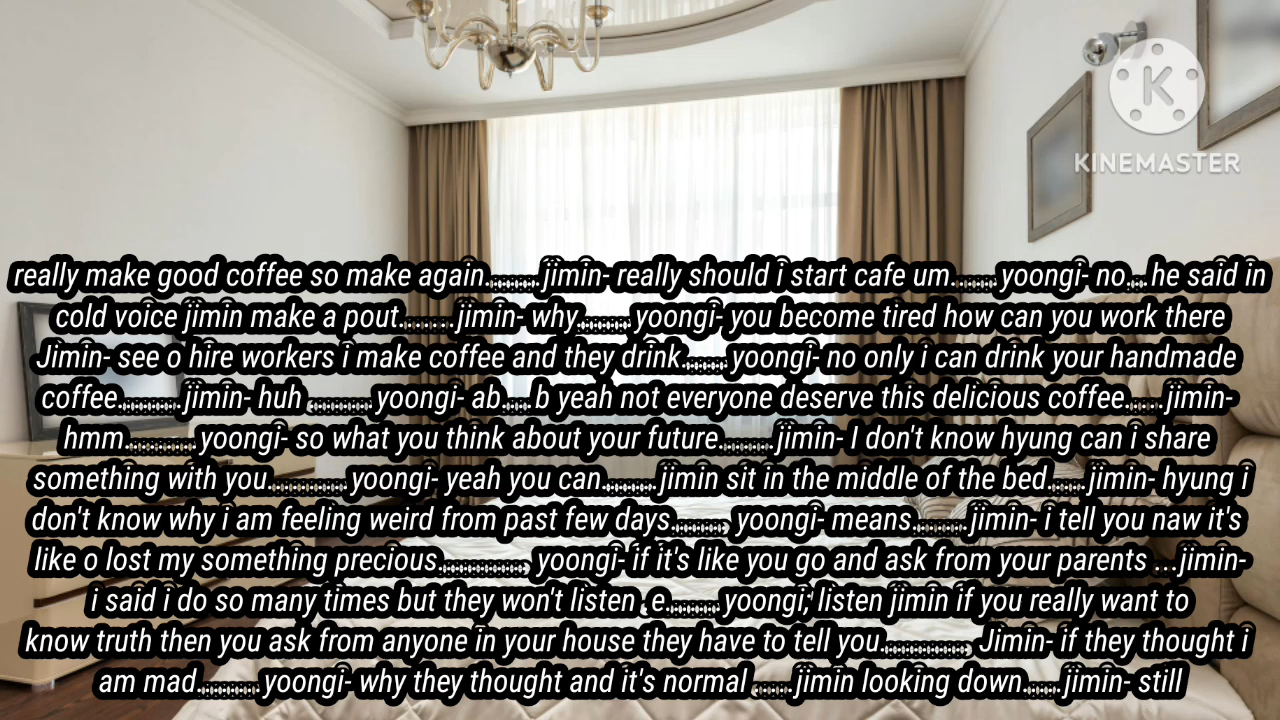 K
KINEMASTER
really make good coffee so make again.........jimin- really should i start cafe um.........yoongi- no....he said in
cold voice jimin make a pout.........jimin- why.........yoongi- you become tired how can you work there
Jimin- see o hire workers i make coffee and they drink.......yoongi- no only i can drink your handmade
coffee...........jimin- huh ...........yoongi- ab.....b yeah not everyone deserve this delicious coffee......jimin-
hmm............yoongi- so what you think about your future.........jimin- I don't know hyung can i share
something with you.............yoongi- yeah you can.........jimin sit in the middle of the bed......jimin- hyung i
don't know why i am feeling weird from past few days.......... yoongi- means.........jimin- i tell you naw it's
like o lost my something precious................ yoongi- if it's like you go and ask from your parents ...jimin-
i said i do so many times but they won't listen .e.........yoongi; listen jimin if you really want to
know truth then you ask from anyone in your house they have to tell you............... Jimin- if they thought i
am mad...........yoongi- why they thought and it's normal .......jimin looking down......jimin- still